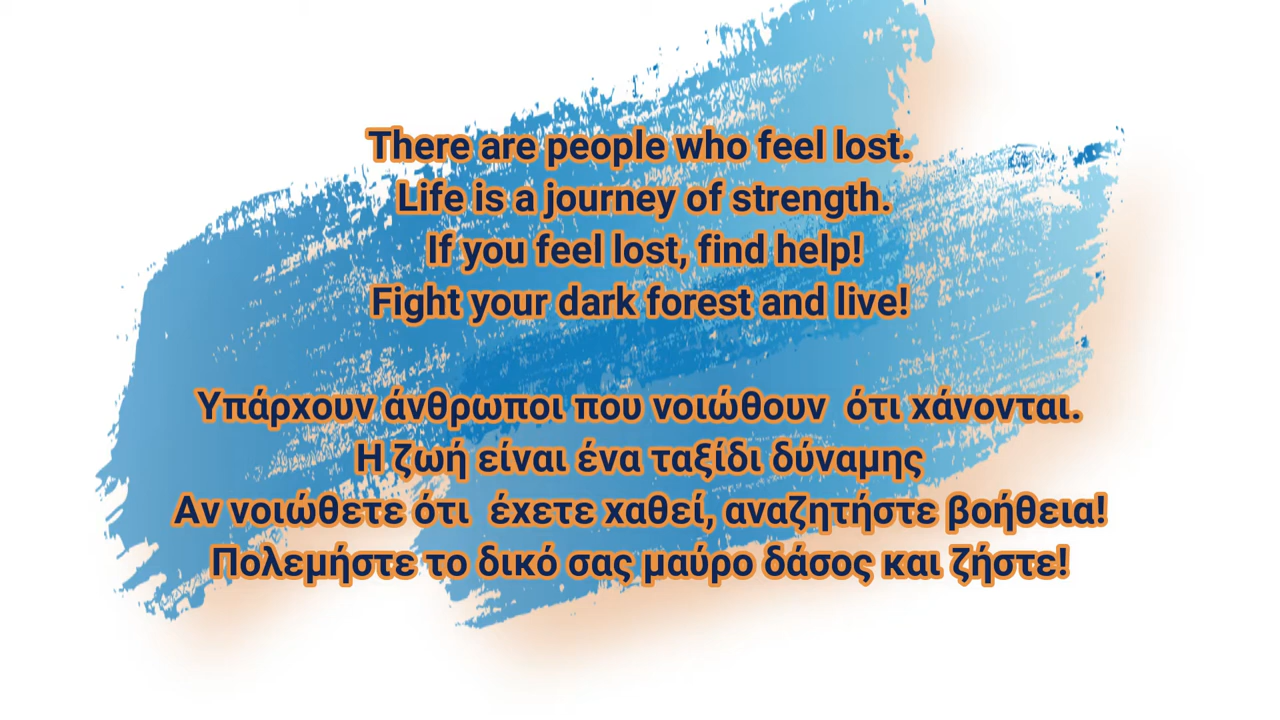 There are people who feel lost.
Life is a journey of strength.
If you feel lost, find help!
Fight your dark forest and live!
Υπάρχουν άνθρωποι που νοιώθουν  ότι χάνονται.
Η ζωή είναι ένα ταξίδι δύναμης
Αν νοιώθετε ότι  έχετε χαθεί, αναζητήστε βοήθεια!
Πολεμήστε το δικό σας μαύρο δάσος και ζήστε!